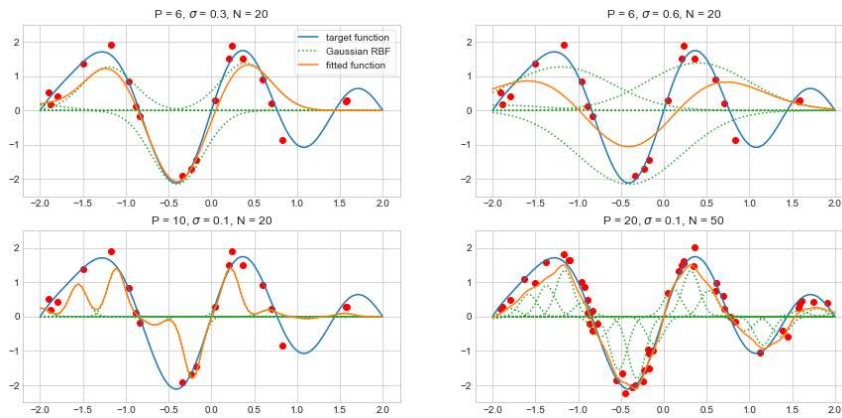 P = 6, σ = 0.3, N = 20
target function
Gaussian RBF
fitted function
2
1
0
−1
−2
−2.0 −1.5 −1.0 −0.5 0.0 0.5 1.0 1.5 2.0
P = 6, σ = 0.6, N = 20
2
1
0
−1
−2
−2.0 −1.5 −1.0 −0.5 0.0 0.5 1.0 1.5 2.0
P = 10, σ = 0.1, N = 20
2
1
0
−1
−2
−2.0 −1.5 −1.0 −0.5 0.0 0.5 1.0 1.5 2.0
P = 20, σ = 0.1, N = 50
2
1
0
−1
−2
−2.0 −1.5 −1.0 −0.5 0.0 0.5 1.0 1.5 2.0